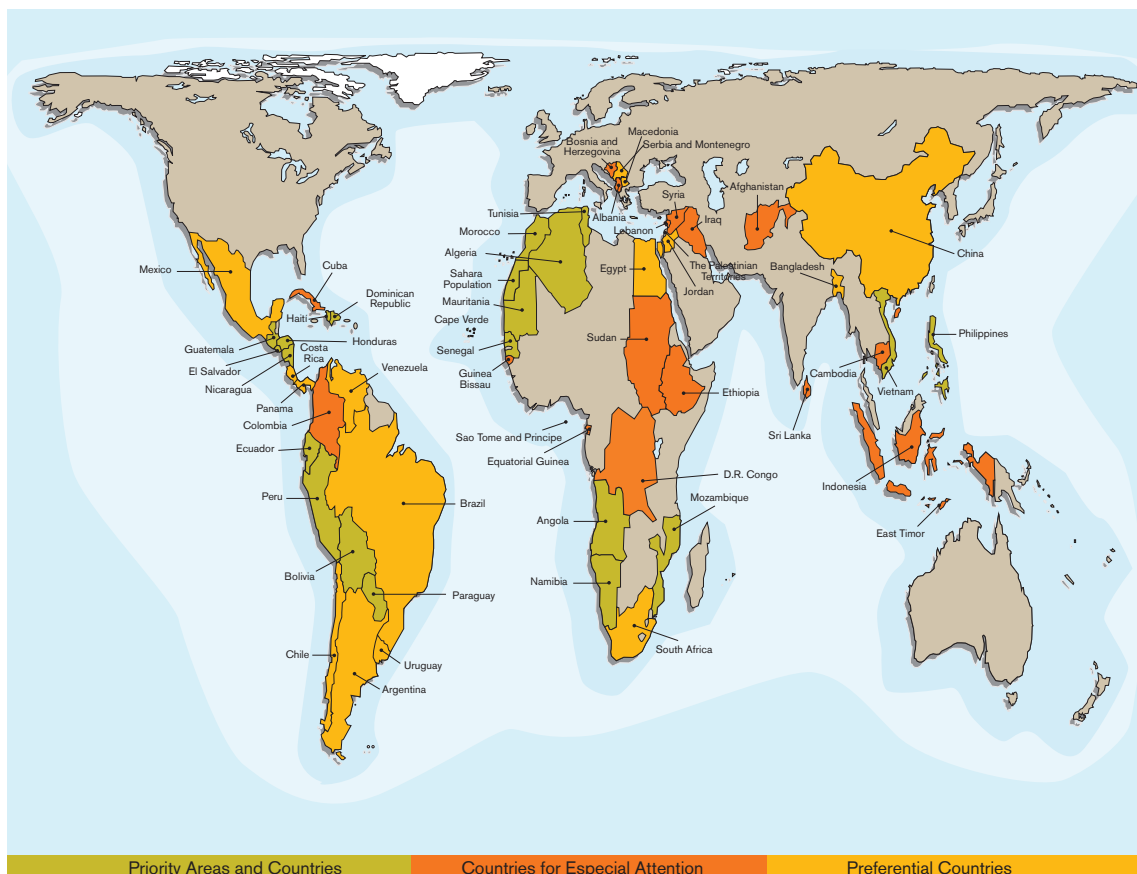 Macedonia
Bosnia and
Herzegovina
Serbia and Montenegro
Afghanistan
Syria
Tunisia
Albania
Iraq
Lebanon
Morocco
Algeria
The Palestinian
Territories
China
Mexico
Cuba
Sahara
Population
Egypt
Bangladesh
Jordan
Dominican
Republic
Mauritania
Haiti
Cape Verde
Philippines
Sudan
Guatemala
Honduras
Costa
Rica
Senegal
El Salvador
Venezuela
Guinea
Bissau
Cambodia
Nicaragua
Vietnam
Ethiopia
Panama
Colombia
Sao Tome and Principe
Sri Lanka
Ecuador
Equatorial Guinea
D.R. Congo
Indonesia
Peru
Brazil
Mozambique
Angola
East Timor
Bolivia
Namibia
Paraguay
South Africa
Chile
Uruguay
Argentina
Priority Areas and Countries
Countries for Especial Attention
Preferential Countries